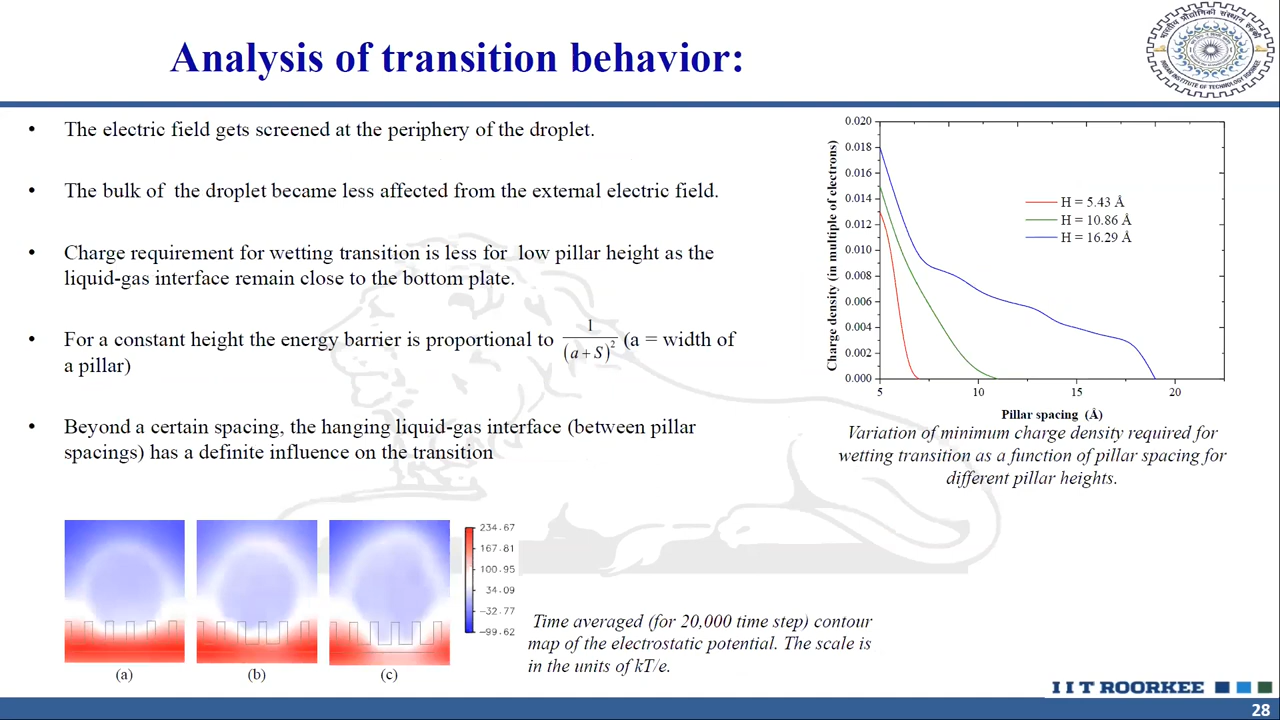 Analysis of transition behavior:
• The electric field gets screened at the periphery of the droplet.
• The bulk of the droplet became less affected from the external electric field.
• Charge requirement for wetting transition is less for low pillar height as the
liquid-gas interface remain close to the bottom plate.
• For a constant height the energy barrier is proportional to 1/(a+S)² (a = width of
a pillar)
• Beyond a certain spacing, the hanging liquid-gas interface (between pillar
spacings) has a definite influence on the transition
Charge density (in multiple of electrons)
0.020
0.018
0.016
0.014
0.012
0.010
0.008
0.006
0.004
0.002
0.000
H = 5.43 Å
H = 10.86 Å
H = 16.29 Å
5 10 15 20
Pillar spacing (Å)
Variation of minimum charge density required for
wetting transition as a function of pillar spacing for
different pillar heights.
234.67
167.81
100.95
34.09
-32.77
-99.62
(a) (b) (c)
Time averaged (for 20,000 time step) contour
map of the electrostatic potential. The scale is
in the units of kT/e.
IIT ROORKEE
28